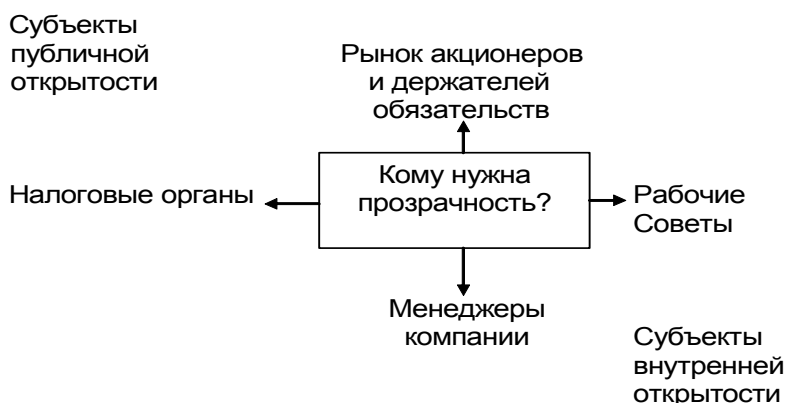 Субъекты
публичной
открытости
Рынок акционеров
и держателей
обязательств
Кому нужна
прозрачность?
Налоговые органы
Рабочие
Советы
Менеджеры
компании
Субъекты
внутренней
открытости